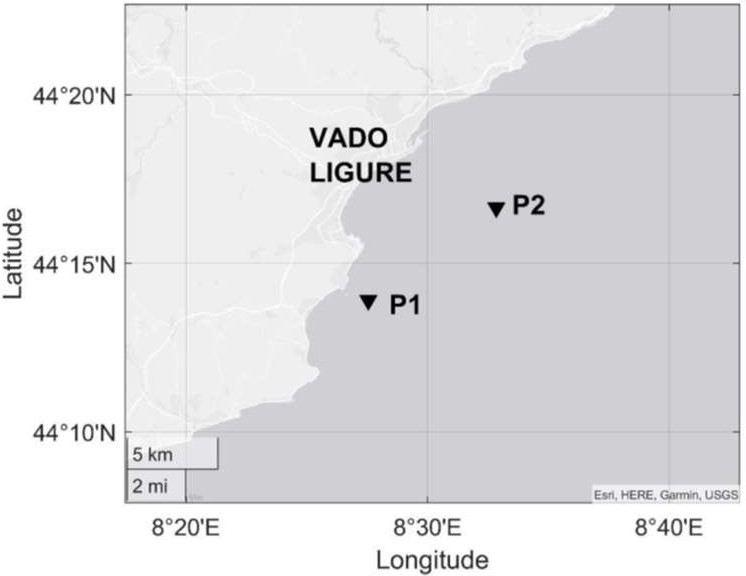 44°20'N
VADO
LIGURE
P2
Latitude
44°15'N
P1
44°10'N
5 km
2 mi
Esri, HERE, Garmin, USGS
8°20'E
8°30'E
8°40'E
Longitude